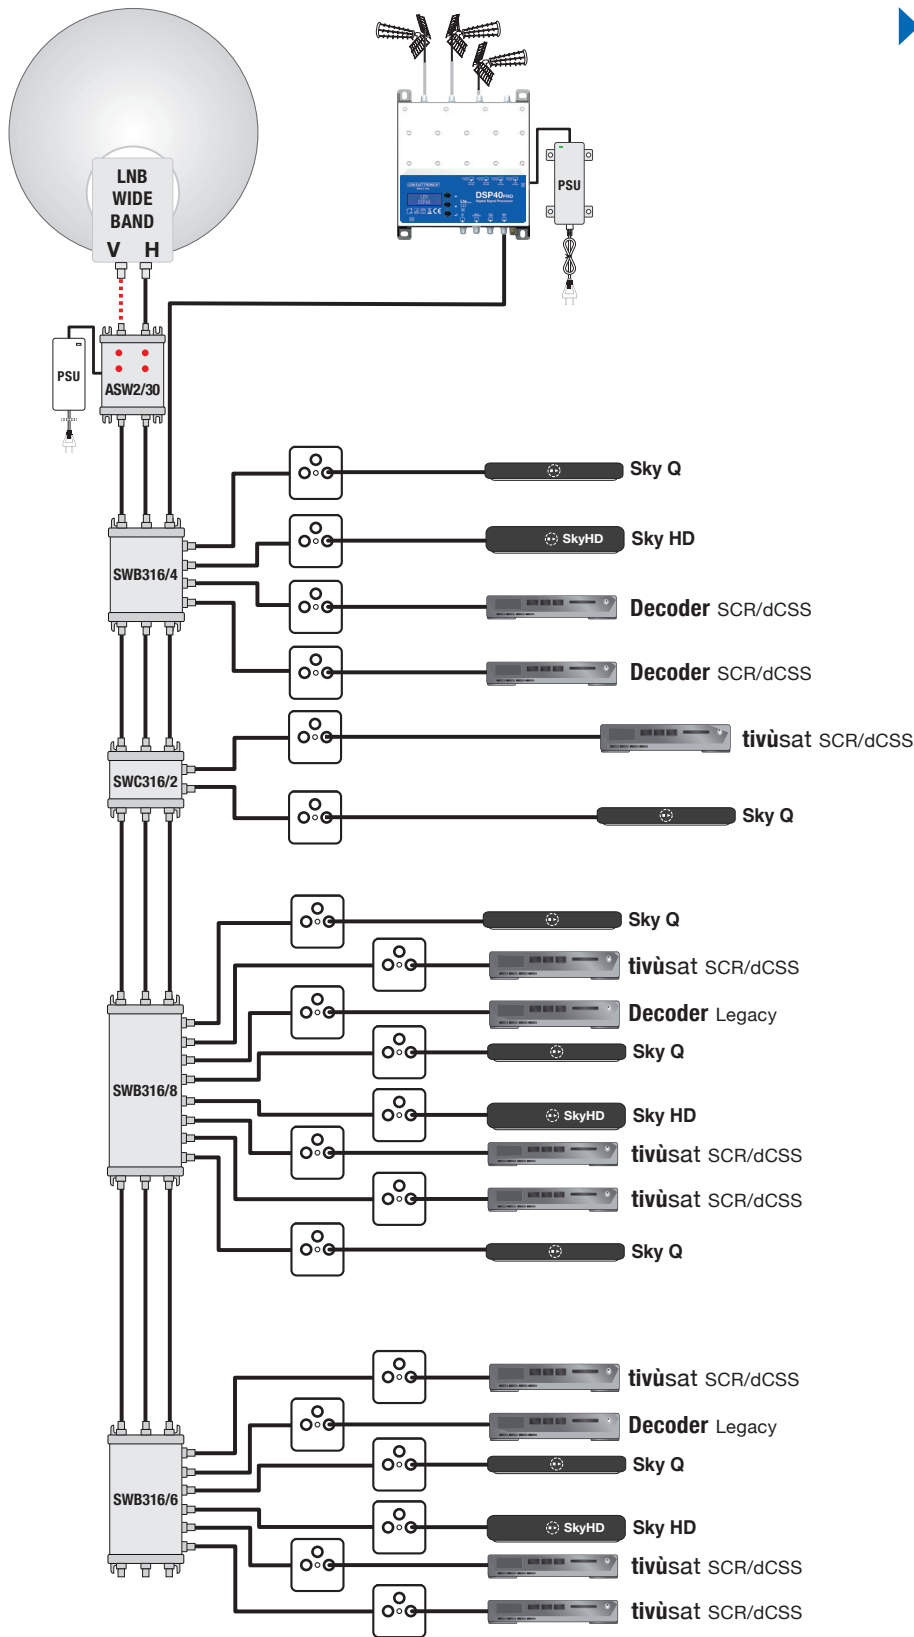 LNB
WIDE
BAND
V H
DSP40PRO
Digital Signal Processor
PSU
PSU
ASW2/30
Sky Q
SWB316/4
SkyHD Sky HD
Decoder SCR/dCSS
Decoder SCR/dCSS
tivùsat SCR/dCSS
SWC316/2
Sky Q
Sky Q
tivùsat SCR/dCSS
Decoder Legacy
Sky Q
SWB316/8
SkyHD Sky HD
tivùsat SCR/dCSS
tivùsat SCR/dCSS
Sky Q
tivùsat SCR/dCSS
Decoder Legacy
Sky Q
SWB316/6
SkyHD Sky HD
tivùsat SCR/dCSS
tivùsat SCR/dCSS